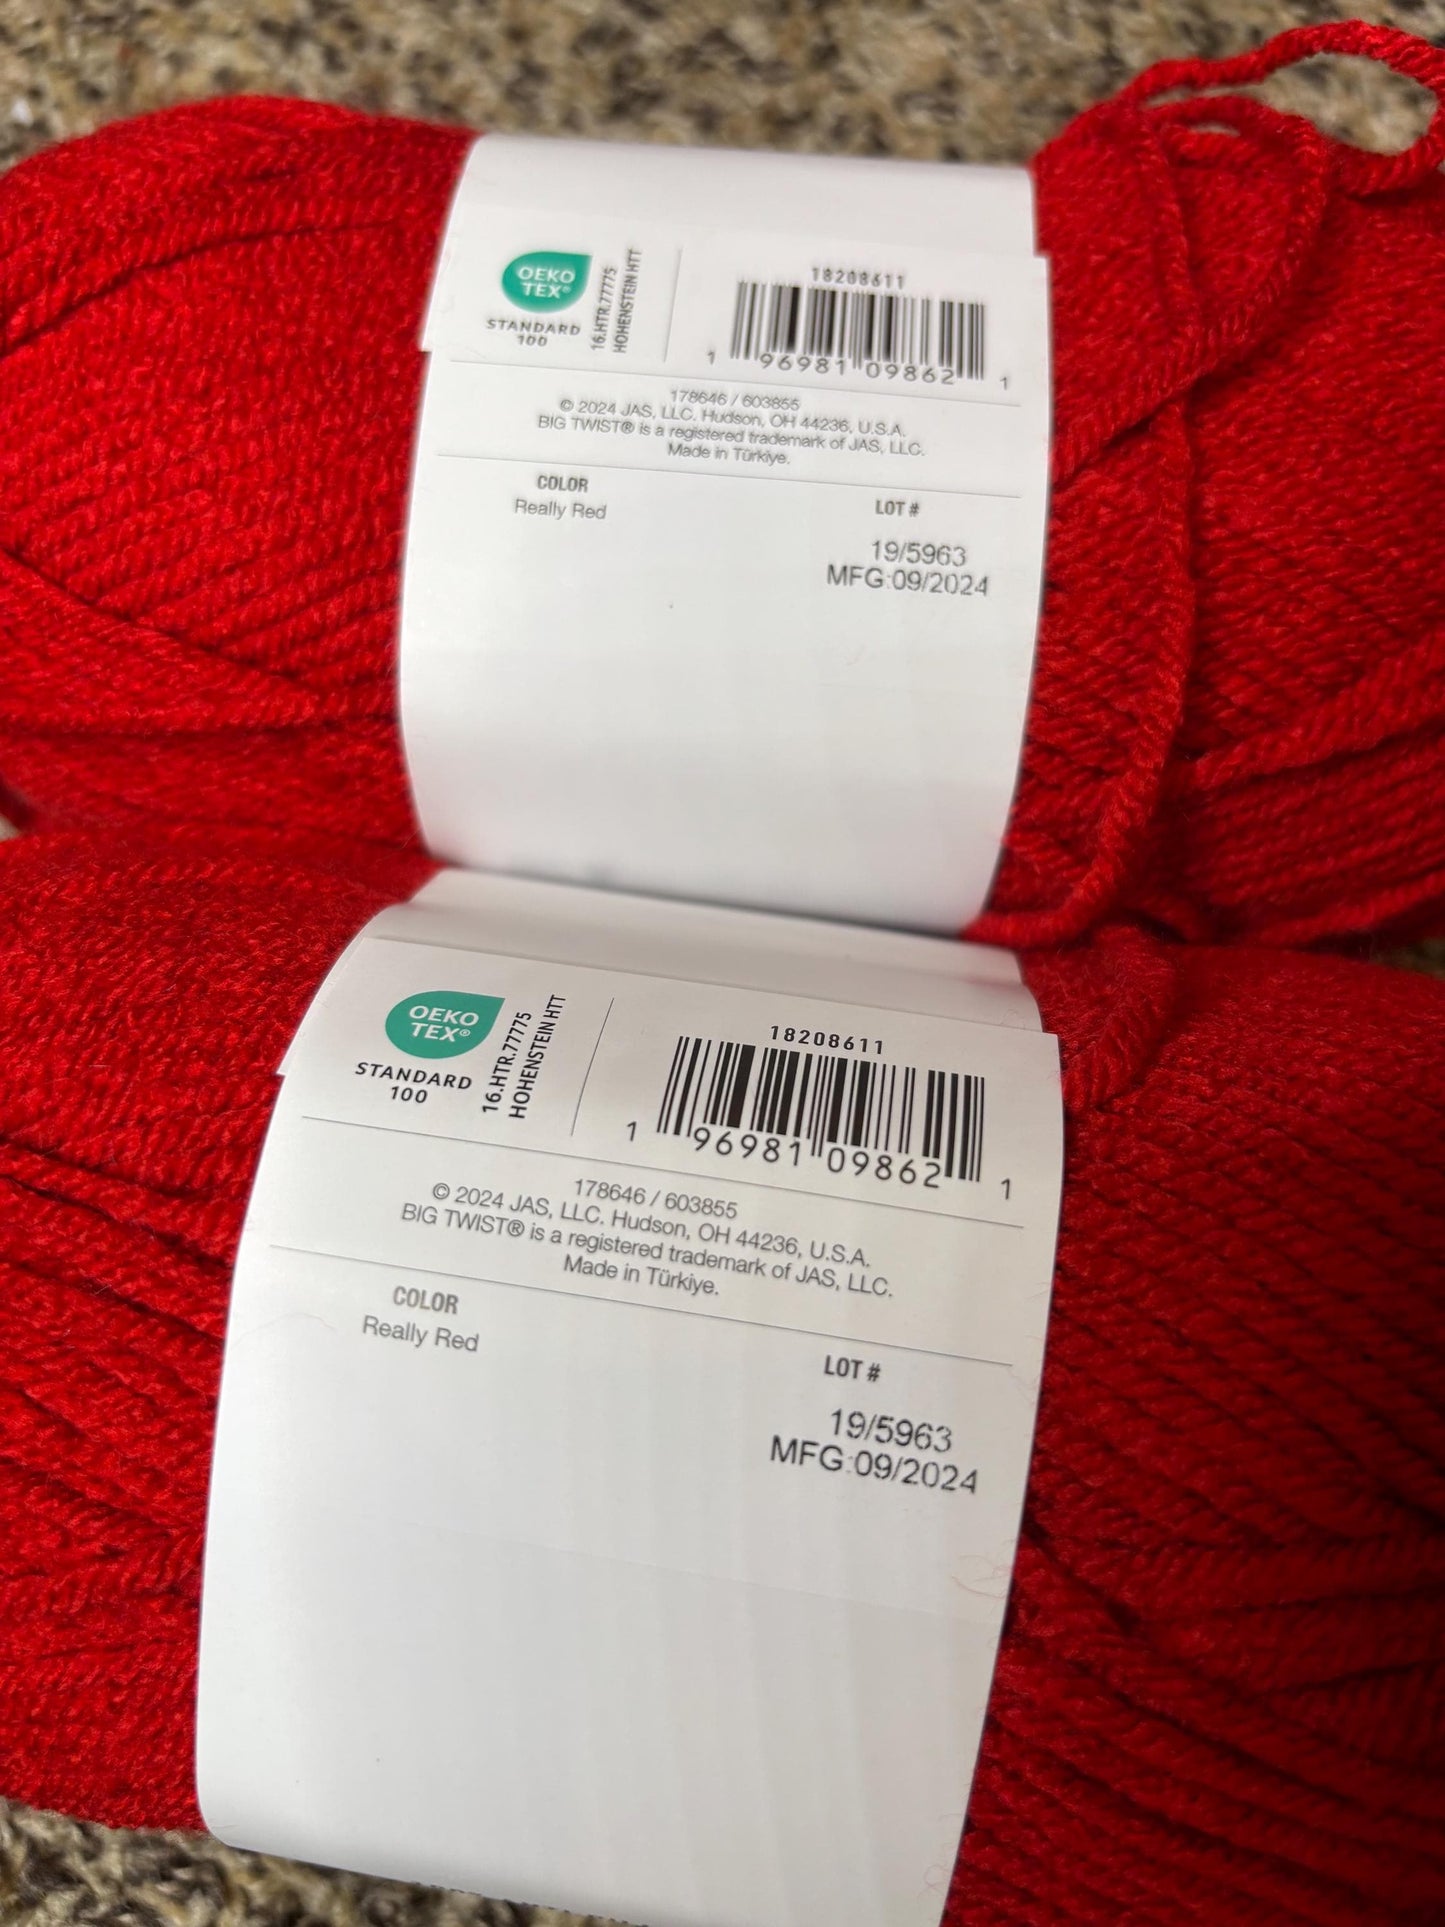 OEKO
TEX®
STANDARD
100
16.HTR.77775
HOHENSTEIN HTT
18208611
1 96981 09862 1
178646 / 603855
© 2024 JAS, LLC. Hudson, OH 44236, U.S.A.
BIG TWIST® is a registered trademark of JAS, LLC.
Made in Türkiye.
COLOR
Really Red
LOT #
19/5963
MFG:09/2024
OEKO
TEX®
STANDARD
100
16.HTR.77775
HOHENSTEIN HTT
18208611
1 96981 09862 1
178646 / 603855
© 2024 JAS, LLC. Hudson, OH 44236, U.S.A.
BIG TWIST® is a registered trademark of JAS, LLC.
Made in Türkiye.
COLOR
Really Red
LOT #
19/5963
MFG:09/2024